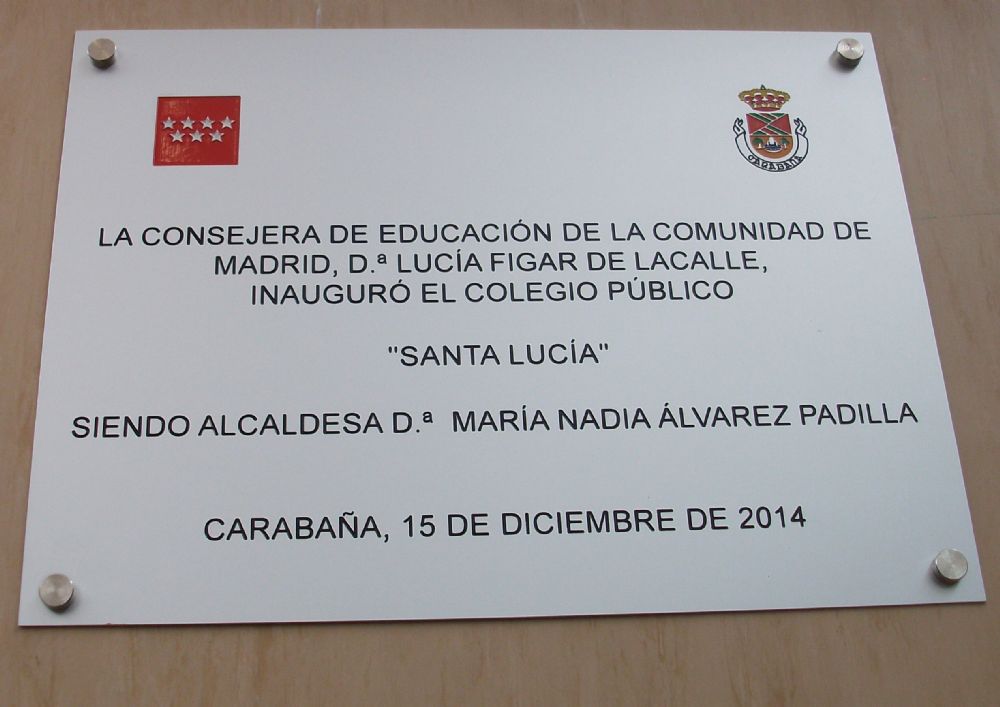 CARABAÑA
LA CONSEJERA DE EDUCACIÓN DE LA COMUNIDAD DE
MADRID, D.ª LUCÍA FIGAR DE LACALLE,
INAUGURÓ EL COLEGIO PÚBLICO
"SANTA LUCÍA"
SIENDO ALCALDESA D.ª MARÍA NADIA ÁLVAREZ PADILLA
CARABAÑA, 15 DE DICIEMBRE DE 2014